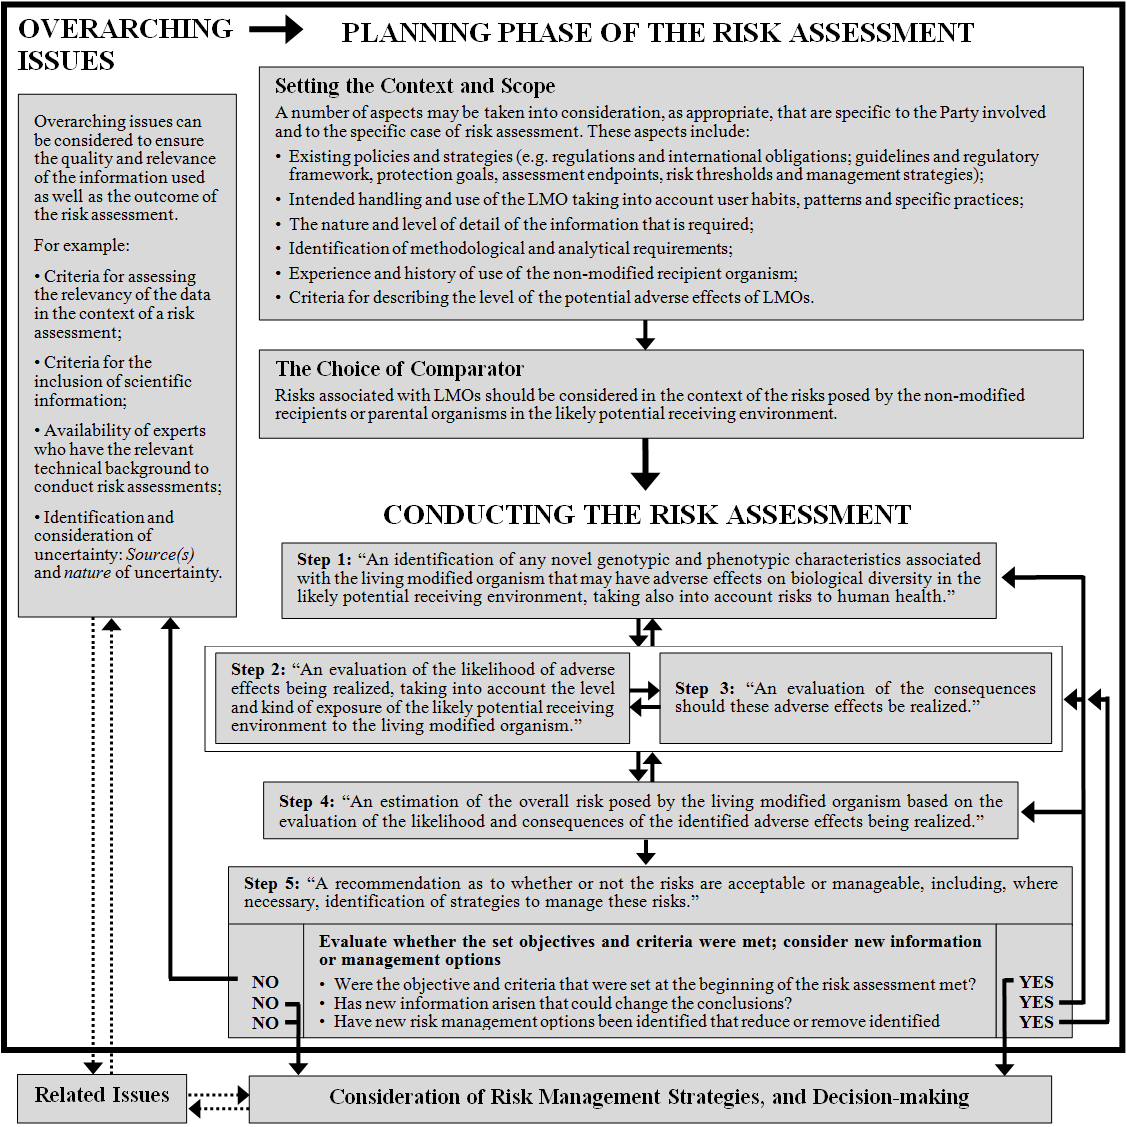 OVERARCHING
ISSUES
PLANNING PHASE OF THE RISK ASSESSMENT
Overarching issues can
be considered to ensure
the quality and relevance
of the information used
as well as the outcome of
the risk assessment.
For example:
• Criteria for assessing
the relevancy of the data
in the context of a risk
assessment;
• Criteria for the
inclusion of scientific
information;
• Availability of experts
who have the relevant
technical background to
conduct risk assessments;
• Identification and
consideration of
uncertainty: Source(s)
and nature of uncertainty.
Setting the Context and Scope
A number of aspects may be taken into consideration, as appropriate, that are specific to the Party involved
and to the specific case of risk assessment. These aspects include:
• Existing policies and strategies (e.g. regulations and international obligations; guidelines and regulatory
framework, protection goals, assessment endpoints, risk thresholds and management strategies);
• Intended handling and use of the LMO taking into account user habits, patterns and specific practices;
• The nature and level of detail of the information that is required;
• Identification of methodological and analytical requirements;
• Experience and history of use of the non-modified recipient organism;
• Criteria for describing the level of the potential adverse effects of LMOs.
The Choice of Comparator
Risks associated with LMOs should be considered in the context of the risks posed by the non-modified
recipients or parental organisms in the likely potential receiving environment.
CONDUCTING THE RISK ASSESSMENT
Step 1: “An identification of any novel genotypic and phenotypic characteristics associated
with the living modified organism that may have adverse effects on biological diversity in the
likely potential receiving environment, taking also into account risks to human health.”
Step 2: “An evaluation of the likelihood of adverse
effects being realized, taking into account the level
and kind of exposure of the likely potential receiving
environment to the living modified organism.”
Step 3: “An evaluation of the consequences
should these adverse effects be realized.”
Step 4: “An estimation of the overall risk posed by the living modified organism based on the
evaluation of the likelihood and consequences of the identified adverse effects being realized.”
Step 5: “A recommendation as to whether or not the risks are acceptable or manageable, including, where
necessary, identification of strategies to manage these risks.”
Evaluate whether the set objectives and criteria were met; consider new information
or management options
NO • Were the objective and criteria that were set at the beginning of the risk assessment met? YES
NO • Has new information arisen that could change the conclusions? YES
NO • Have new risk management options been identified that reduce or remove identified YES
Related Issues
Consideration of Risk Management Strategies, and Decision-making